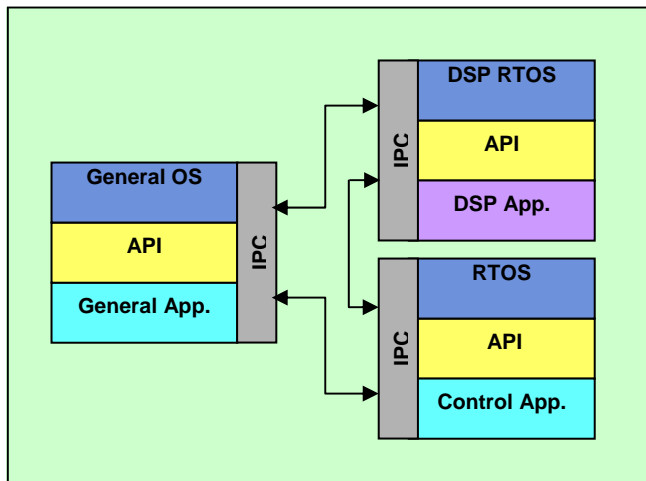 General OS
API
General App.
IPC
IPC
DSP RTOS
API
DSP App.
IPC
RTOS
API
Control App.